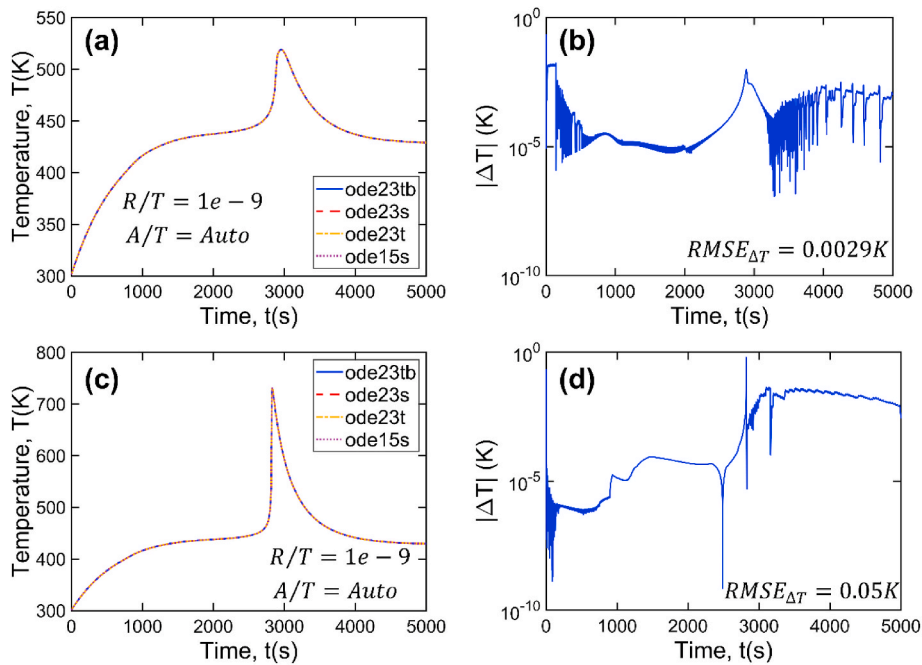 (a)
Temperature, T(K)
550
500
450
400
350
300
R/T = 1e − 9
A/T = Auto
ode23tb
ode23s
ode23t
ode15s
0 1000 2000 3000 4000 5000
Time, t(s)
(b)
|ΔT| (K)
10^0
10^-5
10^-10
RMSE_ΔT = 0.0029K
0 1000 2000 3000 4000 5000
Time, t(s)
(c)
Temperature, T(K)
800
700
600
500
400
300
ode23tb
ode23s
ode23t
ode15s
R/T = 1e − 9
A/T = Auto
0 1000 2000 3000 4000 5000
Time, t(s)
(d)
|ΔT| (K)
10^0
10^-5
10^-10
RMSE_ΔT = 0.05K
0 1000 2000 3000 4000 5000
Time, t(s)